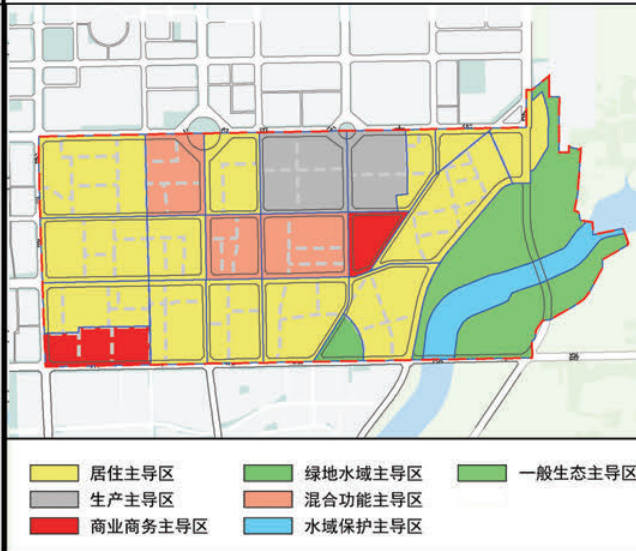 居住主导区 绿地水域主导区 一般生态主导区
生产主导区 混合功能主导区
商业商务主导区 水域保护主导区